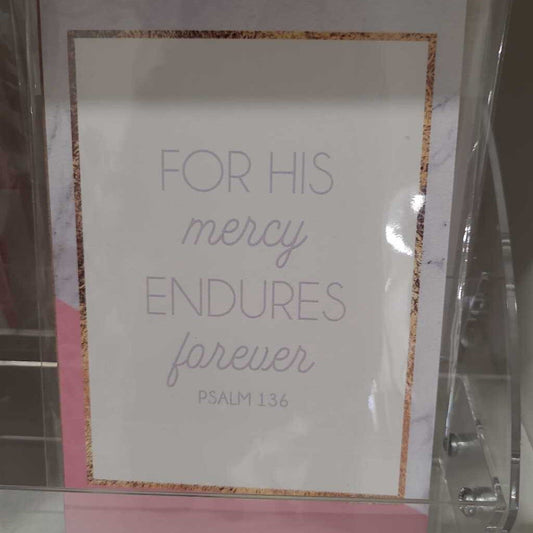 FOR HIS
mercy
ENDURES
forever
PSALM 136